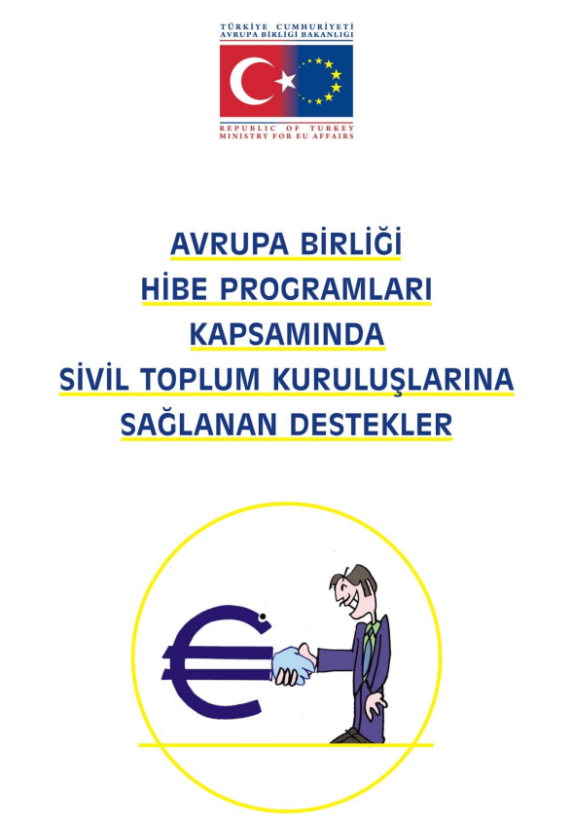 TÜRKİYE CUMHURİYETİ
AVRUPA BİRLİĞİ BAKANLIĞI
REPUBLIC OF TURKEY
MINISTRY FOR EU AFFAIRS
AVRUPA BİRLİĞİ
HİBE PROGRAMLARI
KAPSAMINDA
SİVİL TOPLUM KURULUŞLARINA
SAĞLANAN DESTEKLER